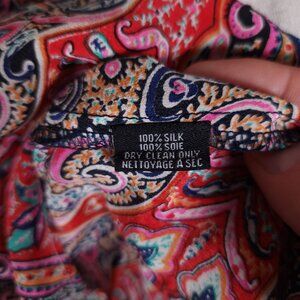 100% SILK
100% SOIE
DRY CLEAN ONLY
NETTOYAGE A SEC